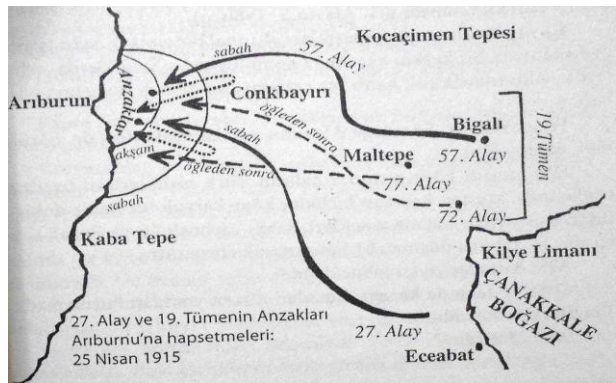 sabah
57. Alay
Kocaçimen Tepesi
Arıburun
Anzaklar
Conkbayırı
öğleden sonra
Bigalı
57. Alay
19.Tümen
sabah
Maltepe
akşam
öğleden sonra
77. Alay
72. Alay
sabah
Kaba Tepe
Kilye Limanı
ÇANAKKALE
BOĞAZI
27. Alay ve 19. Tümenin Anzakları
Arıburnu'na hapsetmeleri:
25 Nisan 1915
27. Alay
Eceabat